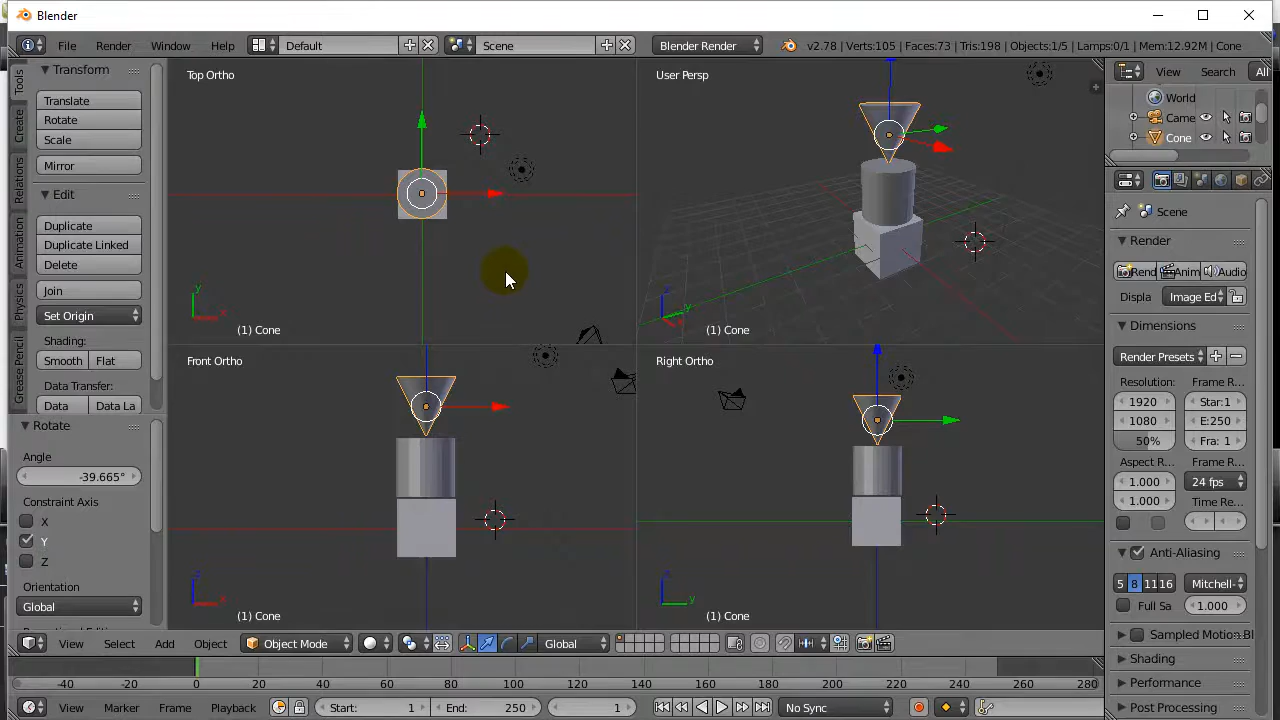 Blender
File Render Window Help Default Scene Blender Render v2.78 | Verts:105 | Faces:73 | Tris:198 | Objects:1/5 | Lamps:0/1 | Mem:12.92M | Cone
Tools
Create
Relations
Animation
Physics
Grease Pencil
Transform
Translate
Rotate
Scale
Mirror
Edit
Duplicate
Duplicate Linked
Delete
Join
Set Origin
Shading:
Smooth Flat
Data Transfer:
Data Data La
Rotate
Angle
-39.665°
Constraint Axis
X
Y
Z
Orientation
Global
Top Ortho
y
x
(1) Cone
User Persp
z
y
x
(1) Cone
Front Ortho
z
x
(1) Cone
Right Ortho
z
y
(1) Cone
View Search All
World
Came
Cone
Scene
Render
Rend Anim Audio
Displa Image Ed
Dimensions
Render Presets
Resolution: Frame R...
1920 Star:1
1080 E:250
50% Fra: 1
Aspect R... Frame R...
1.000 24 fps
1.000 Time Re...
Anti-Aliasing
5 8 11 16 Mitchell-
Full Sa 1.000
Sampled Motion Bl
Shading
Performance
Post Processing
View Select Add Object Object Mode Global
-40 -20 0 20 40 60 80 100 120 140 160 180 200 220 240 260 280
View Marker Frame Playback Start: 1 End: 250 1 No Sync